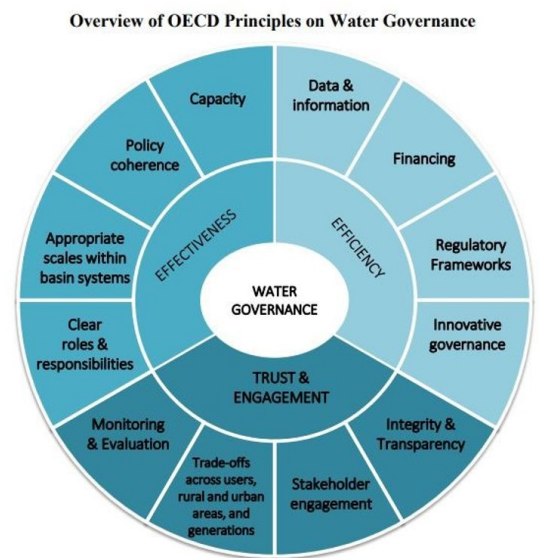 Overview of OECD Principles on Water Governance
Capacity
Data &
information
Policy
coherence
Financing
Appropriate
scales within
basin systems
EFFECTIVENESS
EFFICIENCY
Regulatory
Frameworks
WATER
GOVERNANCE
Clear
roles &
responsibilities
Innovative
governance
TRUST &
ENGAGEMENT
Monitoring
& Evaluation
Integrity &
Transparency
Trade-offs
across users,
rural and urban
areas, and
generations
Stakeholder
engagement